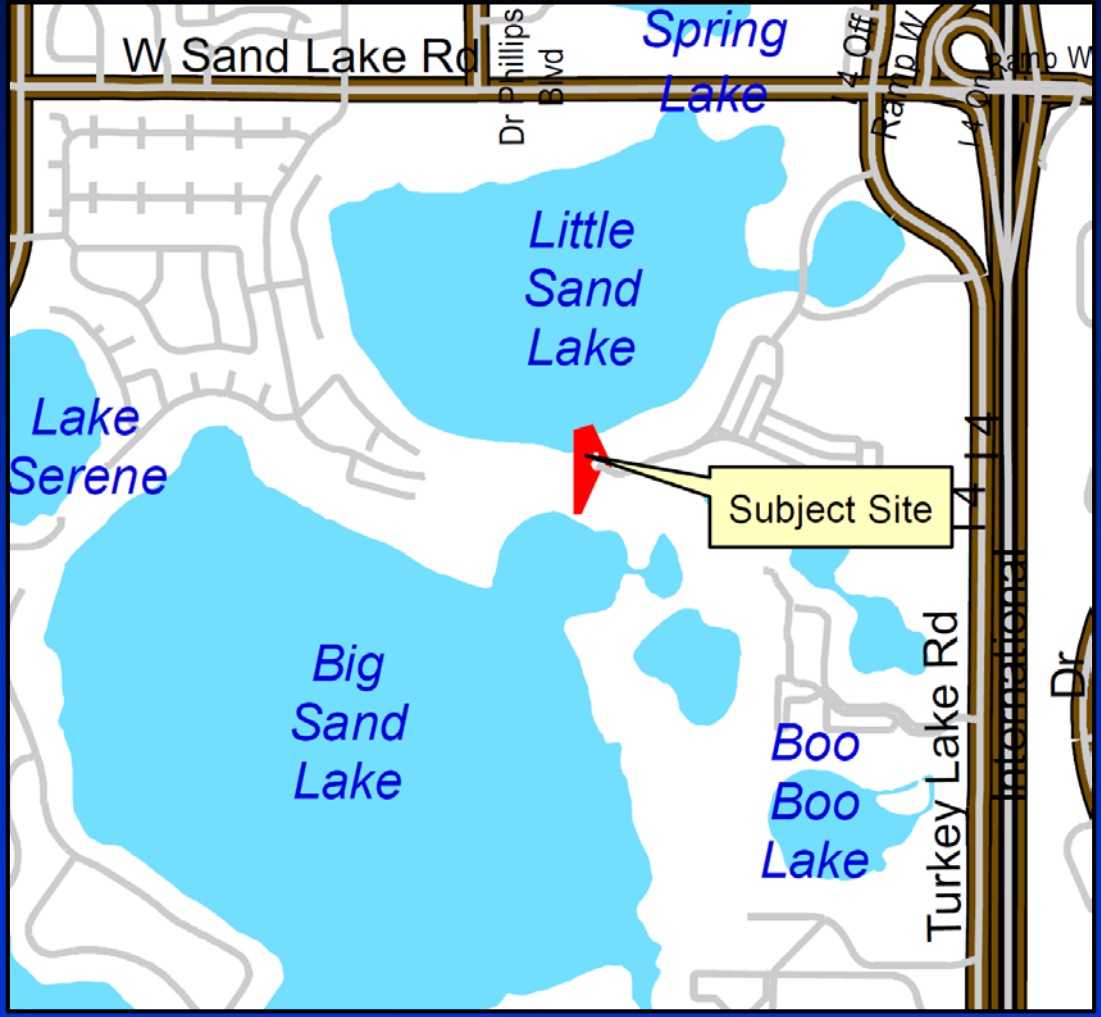 W Sand Lake Rd
Dr Phillips
Blvd
Spring
Lake
I 4 Off
Ramp W
I 4 On
Ramp W
Little
Sand
Lake
Lake
Serene
I 4
I 4
Subject Site
Big
Sand
Lake
Boo
Boo
Lake
Turkey Lake Rd
International
Dr